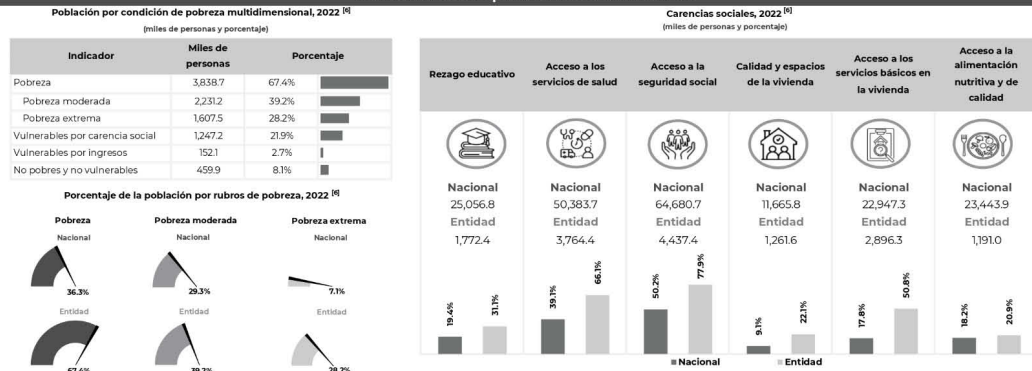 Población por condición de pobreza multidimensional, 2022 [6]
(miles de personas y porcentaje)
Indicador Miles de personas Porcentaje
Pobreza 3,838.7 67.4%
Pobreza moderada 2,231.2 39.2%
Pobreza extrema 1,607.5 28.2%
Vulnerables por carencia social 1,247.2 21.9%
Vulnerables por ingresos 152.1 2.7%
No pobres y no vulnerables 459.9 8.1%
Porcentaje de la población por rubros de pobreza, 2022 [6]
Pobreza Pobreza moderada Pobreza extrema
Nacional Nacional Nacional
36.3% 29.3% 7.1%
Entidad Entidad Entidad
67.4% 39.2% 28.2%
Carencias sociales, 2022 [6]
(miles de personas y porcentaje)
Rezago educativo
Acceso a los
servicios de salud
Acceso a la
seguridad social
Calidad y espacios
de la vivienda
Acceso a los
servicios básicos en
la vivienda
Acceso a la
alimentación
nutritiva y de
calidad
Nacional Nacional Nacional Nacional Nacional Nacional
25,056.8 50,383.7 64,680.7 11,665.8 22,947.3 23,443.9
Entidad Entidad Entidad Entidad Entidad Entidad
1,772.4 3,764.4 4,437.4 1,261.6 2,896.3 1,191.0
19.4% 31.1% 39.1% 66.1% 50.2% 77.9% 9.1% 22.1% 17.8% 50.8% 18.2% 20.9%
Nacional Entidad